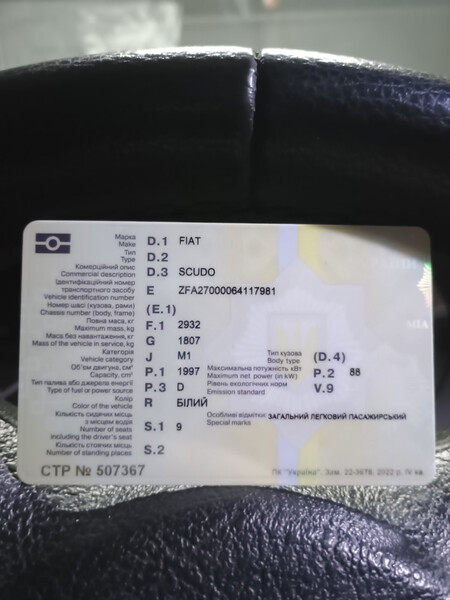 Марка
Make D.1 FIAT
Тип
Type D.2
Комерційний опис
Commercial description D.3 SCUDO
Ідентифікаційний номер
транспортного засобу
Vehicle identification number E ZFA27000064117981
Номер шасі (кузова, рами)
Chassis number (body, frame) (E.1)
Повна маса, кг
Maximum mass, kg F.1 2932
Маса без навантаження, кг
Mass of the vehicle in service, kg G 1807
Категорія
Vehicle category J M1 Тип кузова
Body type (D.4)
Об'єм двигуна, см³
Capacity, cm³ P.1 1997 Максимальна потужність кВт
Maximum net power (in kW) P.2 88
Тип палива або джерела енергії
Type of fuel or power source P.3 D Рівень екологічних норм
Emission standard V.9
Колір
Color of the vehicle R БІЛИЙ
Кількість сидячих місць
з місцем водія
Number of seats S.1 9 Особливі відмітки: ЗАГАЛЬНИЙ ЛЕГКОВИЙ ПАСАЖИРСЬКИЙ
Special marks
including the driver's seat
Кількість стоячих місць
Number of standing places S.2
СТР № 507367
ПК "Україна". Зам. 22-3678. 2022 р. IV кв.